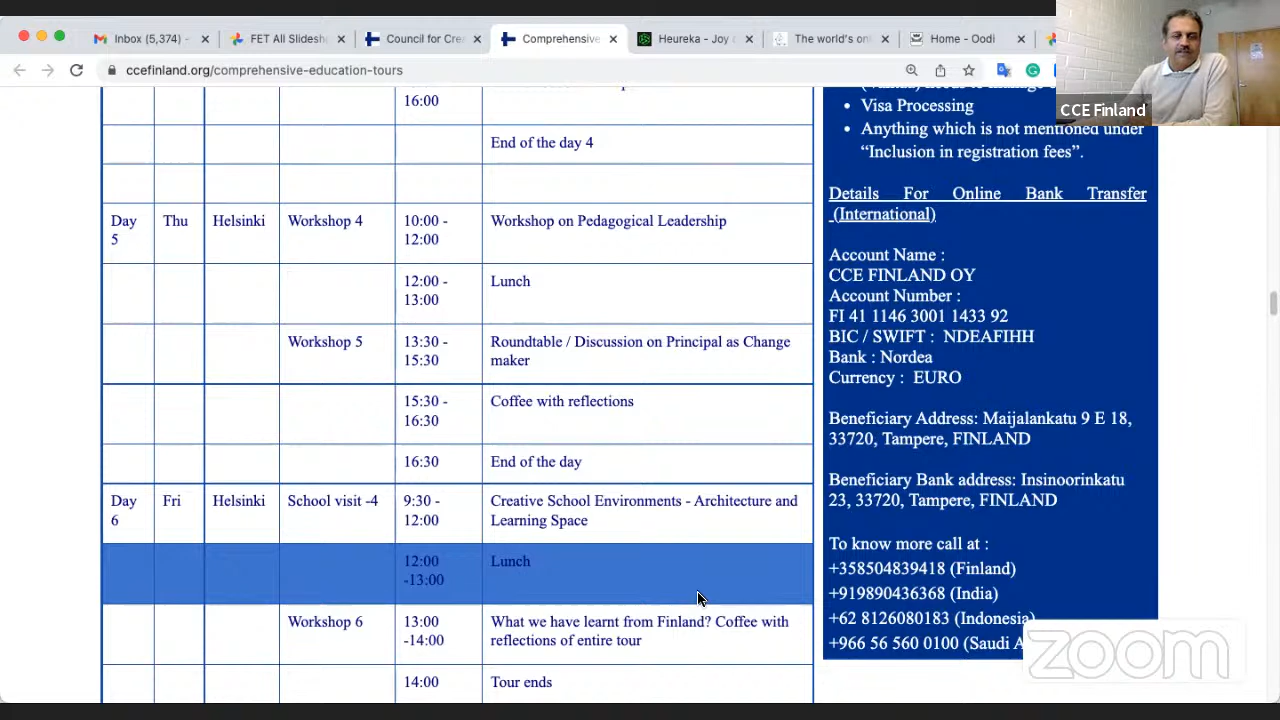 Inbox (5,374) -
FET All Slidesh
Council for Cre
Comprehensive
Heureka - Joy
The world's onl
Home - Oodi
ccefinland.org/comprehensive-education-tours
CCE Finland
16:00
End of the day 4
Day 5
Thu
Helsinki
Workshop 4
10:00 -
12:00
Workshop on Pedagogical Leadership
12:00 -
13:00
Lunch
Workshop 5
13:30 -
15:30
Roundtable / Discussion on Principal as Change
maker
15:30 -
16:30
Coffee with reflections
16:30
End of the day
Day 6
Fri
Helsinki
School visit -4
9:30 -
12:00
Creative School Environments - Architecture and
Learning Space
12:00
-13:00
Lunch
Workshop 6
13:00
-14:00
What we have learnt from Finland? Coffee with
reflections of entire tour
14:00
Tour ends
Visa Processing
Anything which is not mentioned under
“Inclusion in registration fees”.
Details For Online Bank Transfer
(International)
Account Name :
CCE FINLAND OY
Account Number :
FI 41 1146 3001 1433 92
BIC / SWIFT : NDEAFIHH
Bank : Nordea
Currency : EURO
Beneficiary Address: Maijalankatu 9 E 18,
33720, Tampere, FINLAND
Beneficiary Bank address: Insinoorinkatu
23, 33720, Tampere, FINLAND
To know more call at :
+358504839418 (Finland)
+919890436368 (India)
+62 8126080183 (Indonesia)
+966 56 560 0100 (Saudi A
zoom